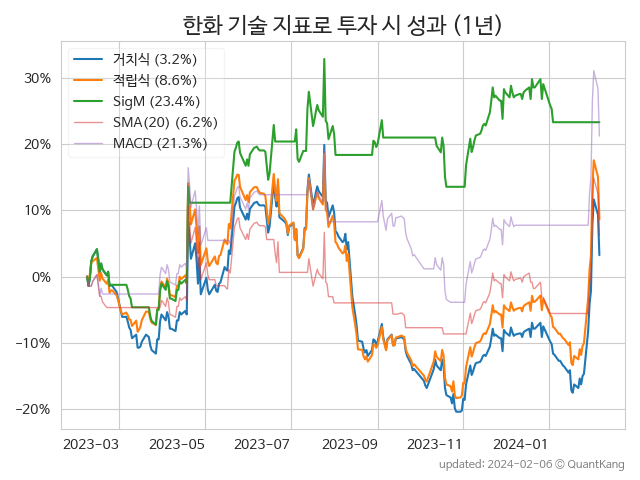 한화 기술 지표로 투자 시 성과 (1년)
거치식 (3.2%)
적립식 (8.6%)
SigM (23.4%)
SMA(20) (6.2%)
MACD (21.3%)
30%
20%
10%
0%
−10%
−20%
2023-03 2023-05 2023-07 2023-09 2023-11 2024-01
updated: 2024-02-06 © QuantKang